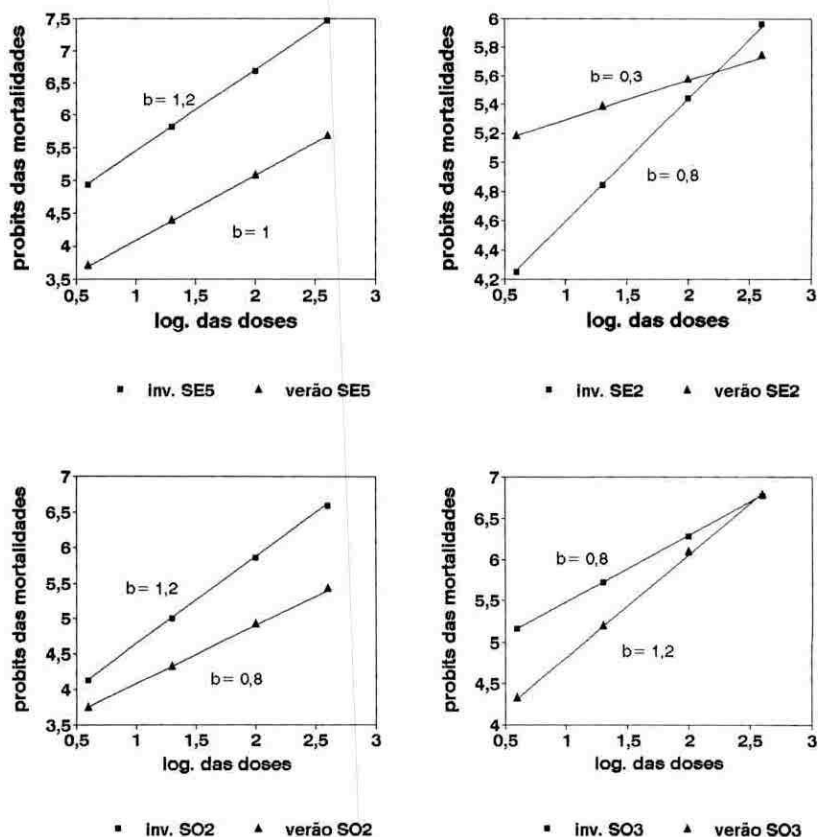 probits das mortalidades
7,5
7
6,5
6
5,5
5
4,5
4
3,5
b= 1,2
b= 1
0,5 1 1,5 2 2,5 3
log. das doses
inv. SE5 verão SE5
probits das mortalidades
6
5,8
5,6
5,4
5,2
5
4,8
4,6
4,4
4,2
b= 0,3
b= 0,8
0,5 1 1,5 2 2,5 3
log. das doses
inv. SE2 verão SE2
probits das mortalidades
7
6,5
6
5,5
5
4,5
4
3,5
b= 1,2
b= 0,8
0,5 1 1,5 2 2,5 3
log. das doses
inv. SO2 verão SO2
probits das mortalidades
7
6,5
6
5,5
5
4,5
4
b= 0,8
b= 1,2
0,5 1 1,5 2 2,5 3
log. das doses
inv. SO3 verão SO3